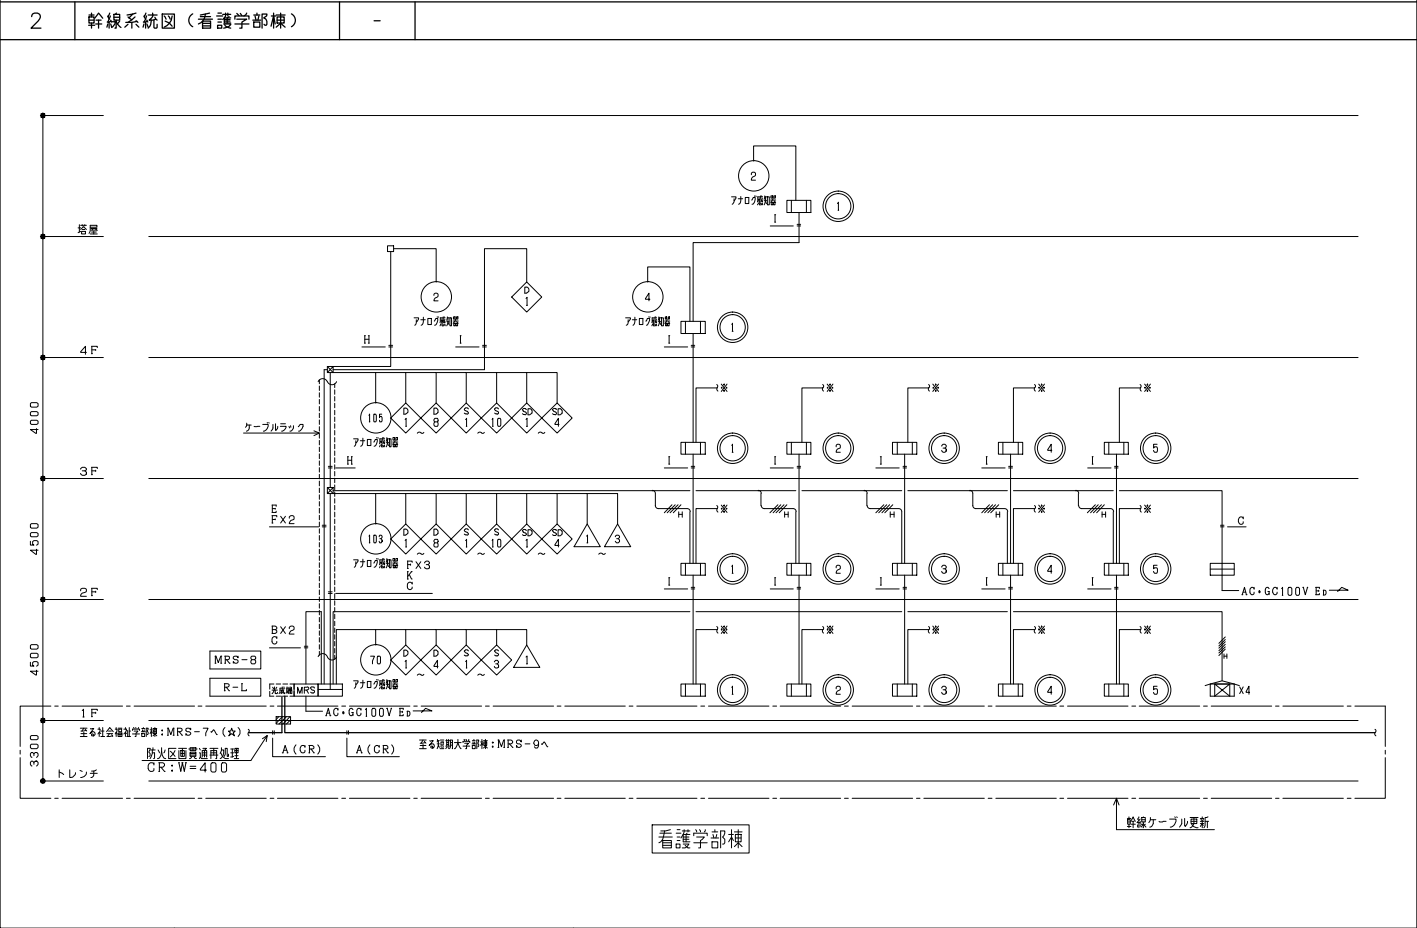 2 幹線系統図（看護学部棟） -
2
アナログ感知器
1
I
塔屋
2
アナログ感知器
D
1
4
アナログ感知器
1
H
I
I
4F
※ ※ ※ ※ ※
4000
105
アナログ感知器
D
1
～
D
8
S
1
～
S
10
SD
1
～
SD
4
ケーブルラック
1 2 3 4 5
H
I I I I I
3F
4500
E
F×2
103
アナログ感知器
D
1
～
D
8
S
1
～
S
10
SD
1
～
SD
4
1
～
3
H H H H H
※ ※ ※ ※ ※
C
F×3
K
C
1 2 3 4 5
I I I I I
AC・GC100V ED
2F
4500
B×2
C
MRS-8
R-L
光成端 MRS
70
アナログ感知器
D
1
～
D
4
S
1
～
S
3
1
※ ※ ※ ※ ※
H
1 2 3 4 5
X4
AC・GC100V ED
1F
3300
至る社会福祉学部棟：MRS-7へ（☆）
A(CR) A(CR)
至る短期大学部棟：MRS-9へ
防火区画貫通再処理
CR：W=400
トレンチ
幹線ケーブル更新
看護学部棟